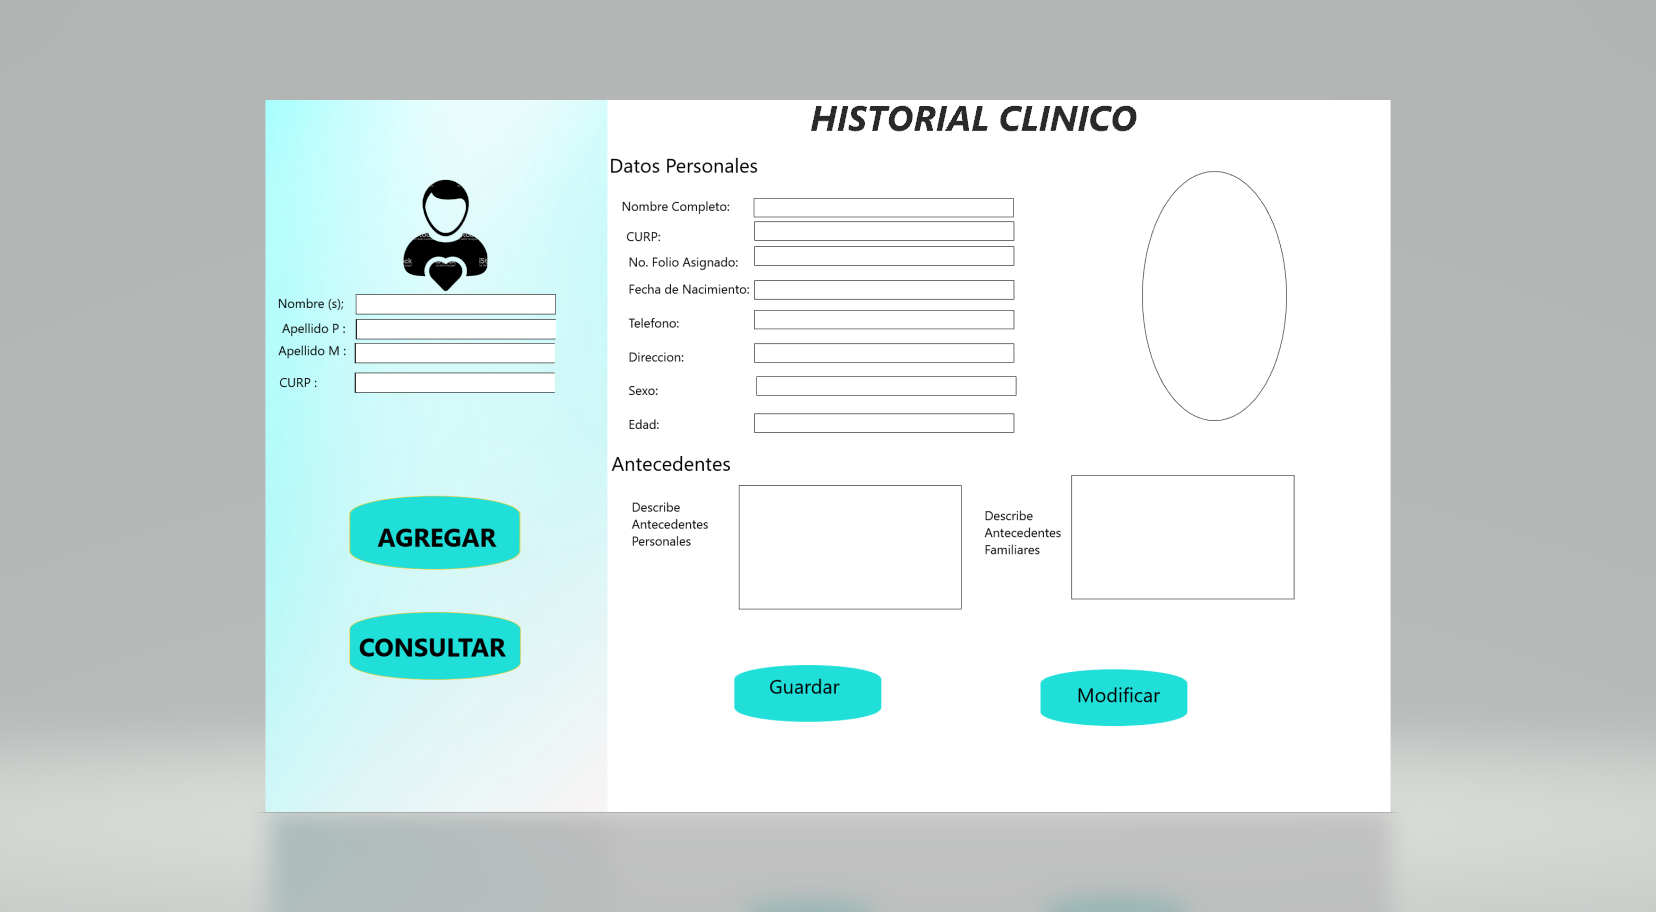 HISTORIAL CLINICO
Datos Personales
Nombre Completo:
CURP:
No. Folio Asignado:
Fecha de Nacimiento:
Telefono:
Direccion:
Sexo:
Edad:
Nombre (s);
Apellido P :
Apellido M :
CURP :
AGREGAR
CONSULTAR
Antecedentes
Describe
Antecedentes
Personales
Describe
Antecedentes
Familiares
Guardar
Modificar